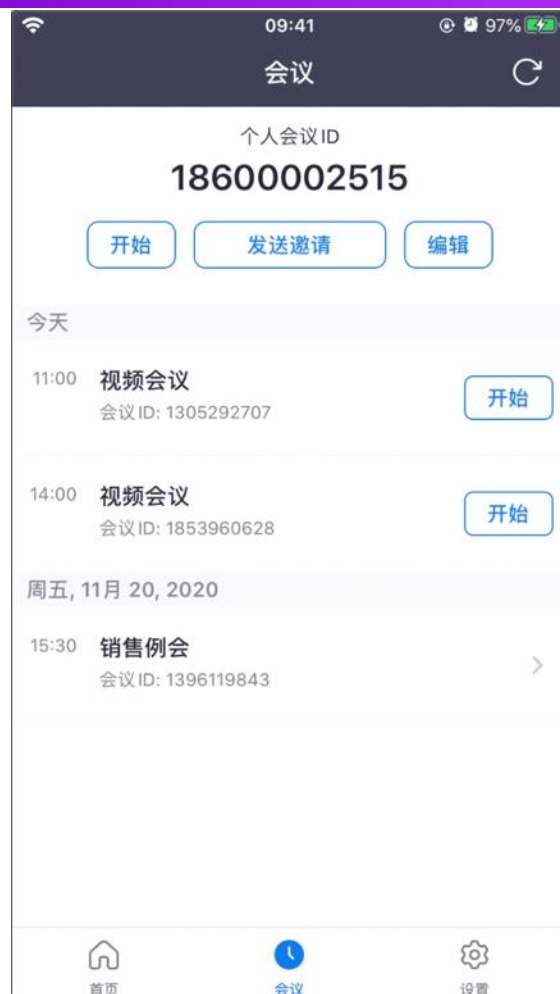 09:41
97%
会议
个人会议ID
18600002515
开始
发送邀请
编辑
今天
11:00 视频会议
会议ID: 1305292707
开始
14:00 视频会议
会议ID: 1853960628
开始
周五, 11月 20, 2020
15:30 销售例会
会议ID: 1396119843
首页
会议
设置